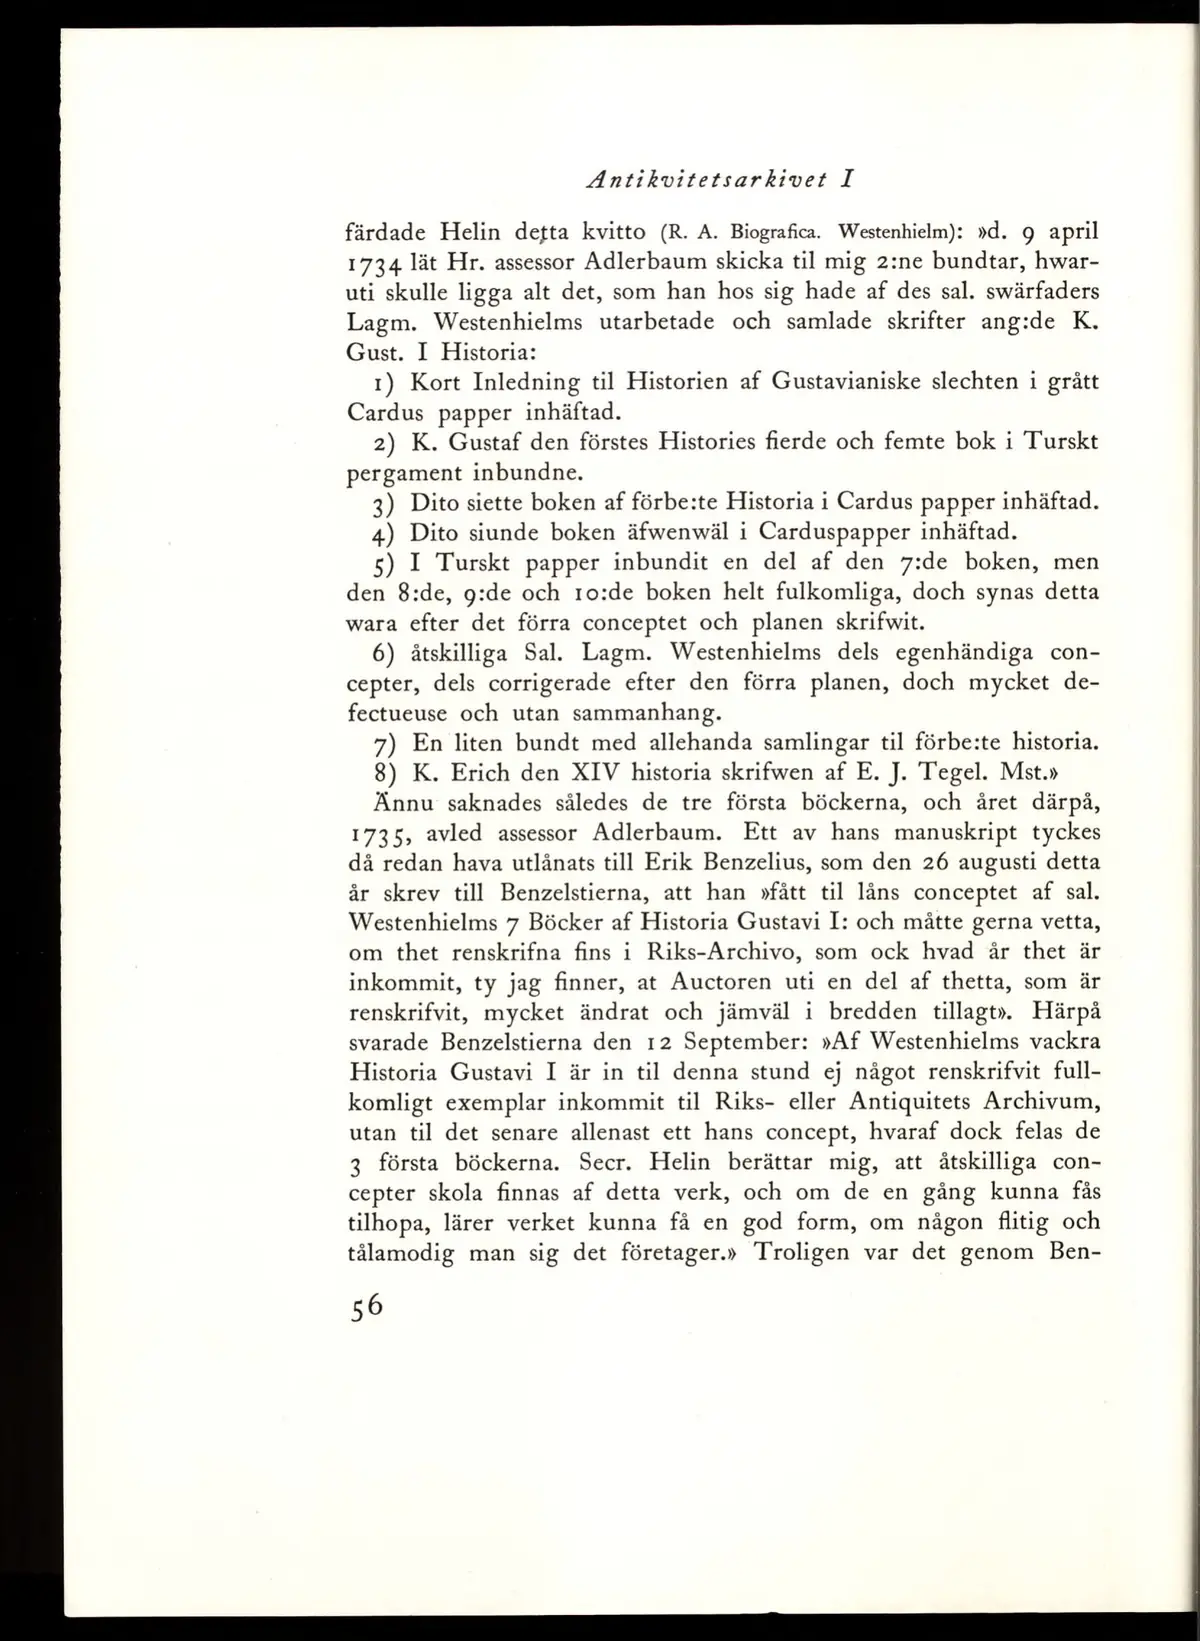 Antikvitetsarkivet I
färdade Helin detta kvitto (R. A. Biografica. Westenhielm): »d. 9 april
1734 lät Hr. assessor Adlerbaum skicka til mig 2:ne bundtar, hwar-
uti skulle ligga alt det, som han hos sig hade af des sal. swärfaders
Lagm. Westenhielms utarbetade och samlade skrifter ang:de K.
Gust. I Historia:
1) Kort Inledning til Historien af Gustavianiske slechten i grått
Cardus papper inhäftad.
2) K. Gustaf den förstes Histories fierde och femte bok i Turskt
pergament inbundne.
3) Dito siette boken af förbe:te Historia i Cardus papper inhäftad.
4) Dito siunde boken äfwenwäl i Carduspapper inhäftad.
5) I Turskt papper inbundit en del af den 7:de boken, men
den 8:de, 9:de och 10:de boken helt fulkomliga, doch synas detta
wara efter det förra conceptet och planen skrifwit.
6) åtskilliga Sal. Lagm. Westenhielms dels egenhändiga con-
cepter, dels corrigerade efter den förra planen, doch mycket de-
fectueuse och utan sammanhang.
7) En liten bundt med allehanda samlingar til förbe:te historia.
8) K. Erich den XIV historia skrifwen af E. J. Tegel. Mst.»
Ännu saknades således de tre första böckerna, och året därpå,
1735, avled assessor Adlerbaum. Ett av hans manuskript tyckes
då redan hava utlånats till Erik Benzelius, som den 26 augusti detta
år skrev till Benzelstierna, att han »fått til låns conceptet af sal.
Westenhielms 7 Böcker af Historia Gustavi I: och måtte gerna vetta,
om thet renskrifna fins i Riks-Archivo, som ock hvad år thet är
inkommit, ty jag finner, at Auctoren uti en del af thetta, som är
renskrifvit, mycket ändrat och jämväl i bredden tillagt». Härpå
svarade Benzelstierna den 12 September: »Af Westenhielms vackra
Historia Gustavi I är in til denna stund ej något renskrifvit full-
komligt exemplar inkommit til Riks- eller Antiquitets Archivum,
utan til det senare allenast ett hans concept, hvaraf dock felas de
3 första böckerna. Secr. Helin berättar mig, att åtskilliga con-
cepter skola finnas af detta verk, och om de en gång kunna fås
tilhopa, lärer verket kunna få en god form, om någon flitig och
tålamodig man sig det företager.» Troligen var det genom Ben-
56